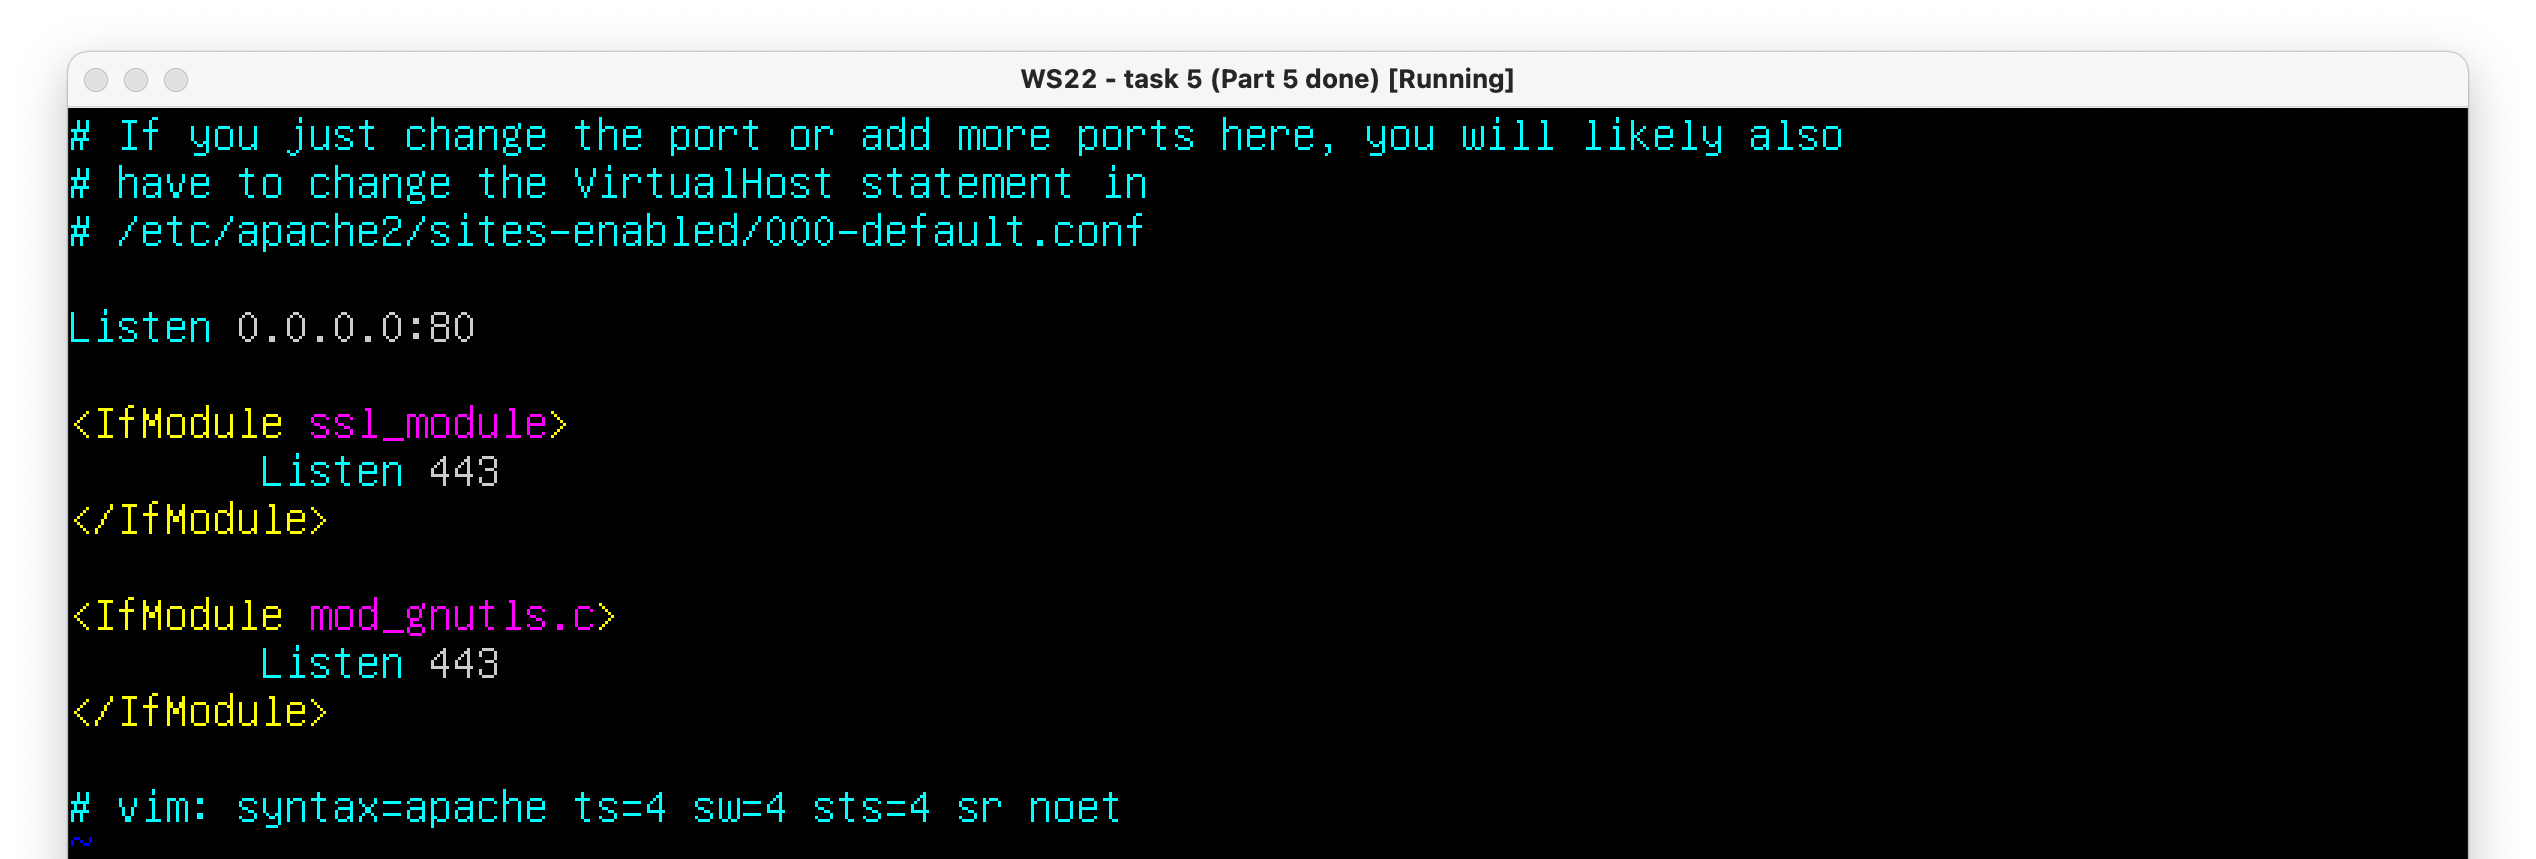 WS22 - task 5 (Part 5 done) [Running]
# If you just change the port or add more ports here, you will likely also
# have to change the VirtualHost statement in
# /etc/apache2/sites-enabled/000-default.conf
Listen 0.0.0.0:80
<IfModule ssl_module>
        Listen 443
</IfModule>
<IfModule mod_gnutls.c>
        Listen 443
</IfModule>
# vim: syntax=apache ts=4 sw=4 sts=4 sr noet
~